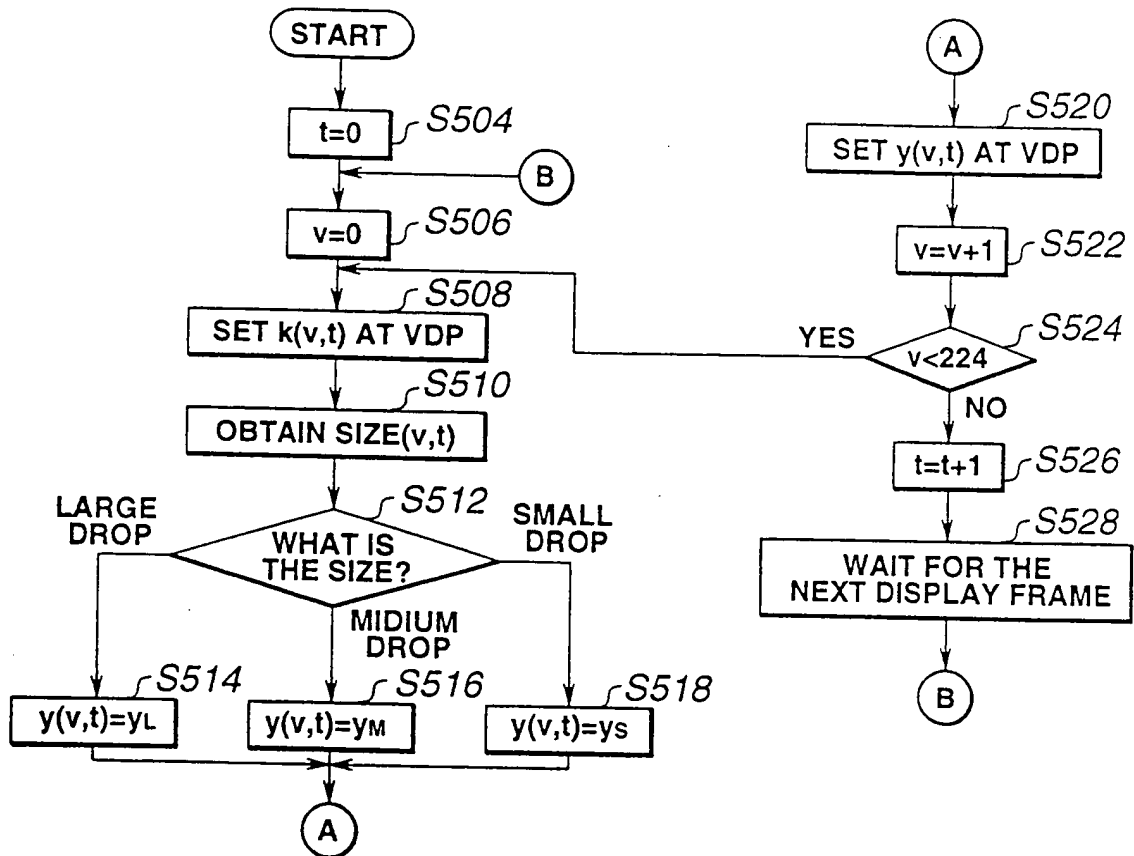 START
t=0
S504
B
v=0
S506
S508
SET k(v,t) AT VDP
S510
OBTAIN SIZE(v,t)
S512
LARGE
DROP
WHAT IS
THE SIZE?
SMALL
DROP
MIDIUM
DROP
S514
y(v,t)=yL
S516
y(v,t)=yM
S518
y(v,t)=yS
A
A
S520
SET y(v,t) AT VDP
v=v+1
S522
YES
v<224
S524
NO
t=t+1
S526
S528
WAIT FOR THE
NEXT DISPLAY FRAME
B